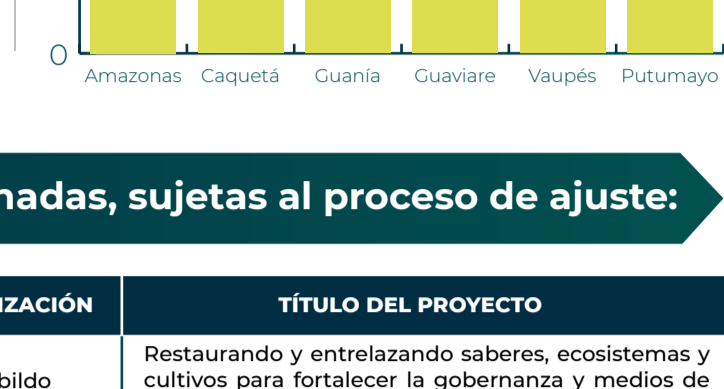 0
Amazonas Caquetá Guanía Guaviare Vaupés Putumayo
nadas, sujetas al proceso de ajuste:
IZACIÓN TÍTULO DEL PROYECTO
Restaurando y entrelazando saberes, ecosistemas y
bildo cultivos para fortalecer la gobernanza y medios de